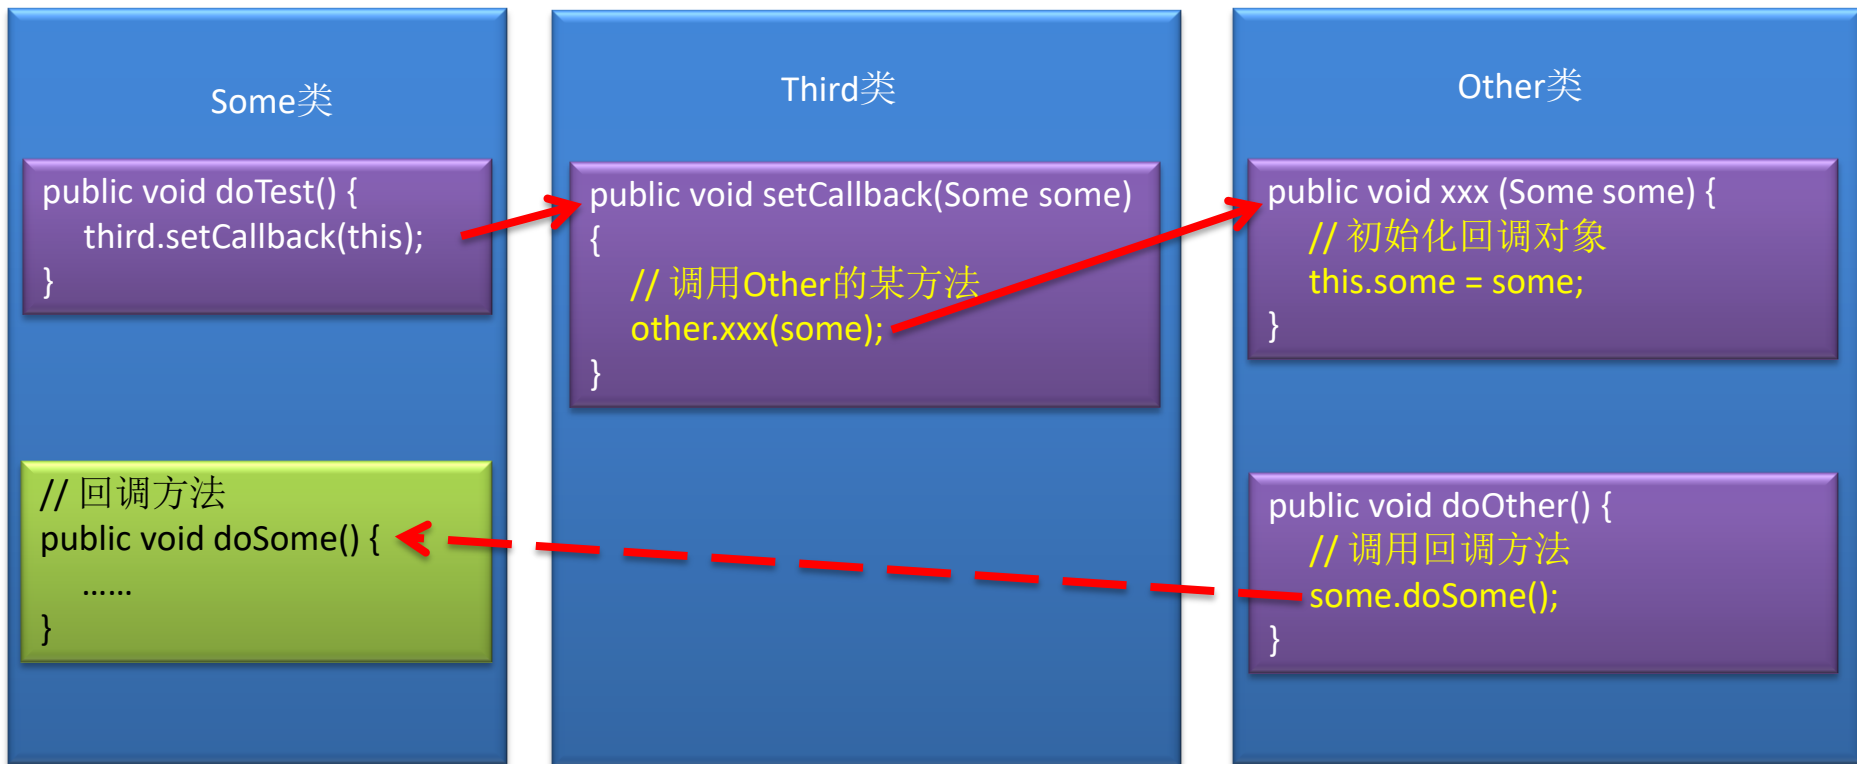 Some类
public void doTest() {
third.setCallback(this);
}
// 回调方法
public void doSome() {
……
}
Third类
public void setCallback(Some some)
{
// 调用Other的某方法
other.xxx(some);
}
Other类
public void xxx (Some some) {
// 初始化回调对象
this.some = some;
}
public void doOther() {
// 调用回调方法
some.doSome();
}